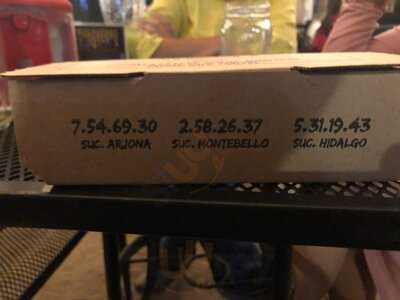 7.54.69.30 2.58.26.37 5.31.19.43
SUC. ARJONA SUC. MONTEBELLO SUC. HIDALGO